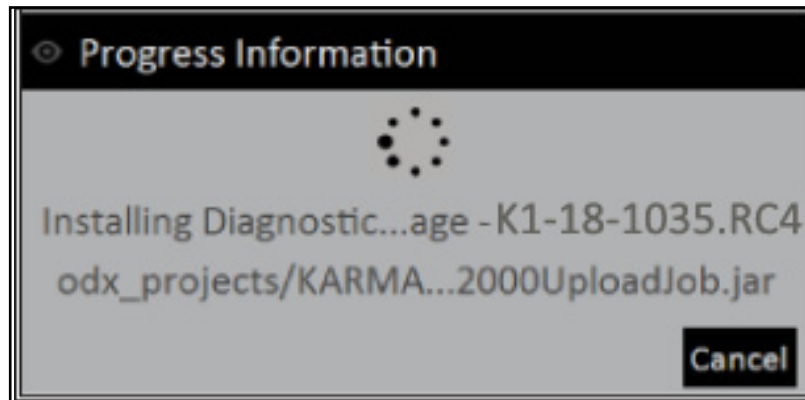 Progress Information
Installing Diagnostic...age -K1-18-1035.RC4
odx_projects/KARMA...2000UploadJob.jar
Cancel